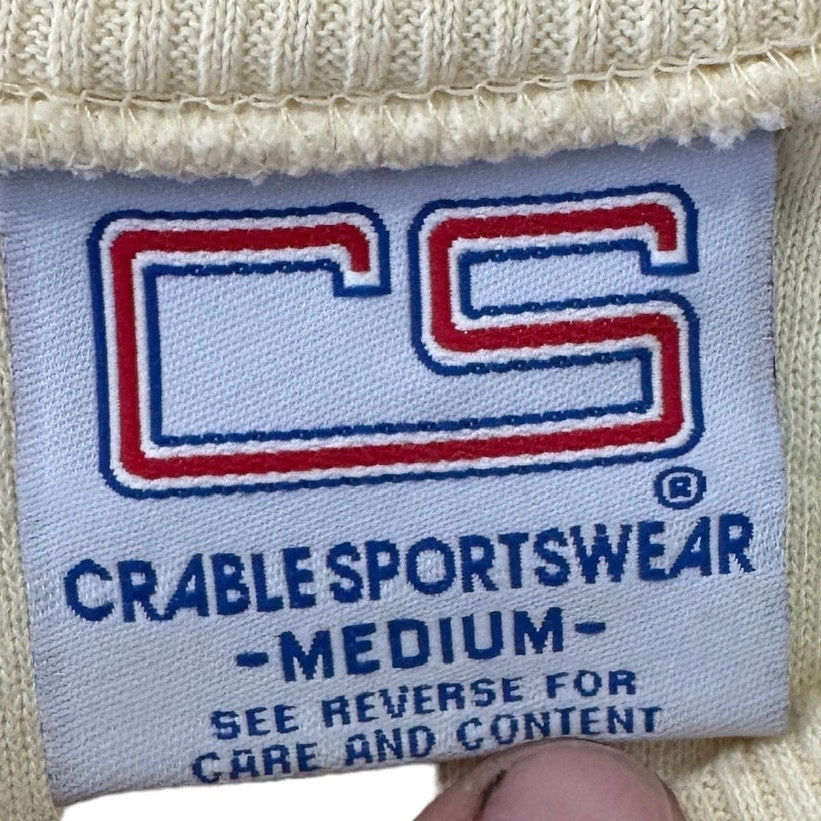 CS
®
CRABLE SPORTSWEAR
-MEDIUM-
SEE REVERSE FOR
CARE AND CONTENT